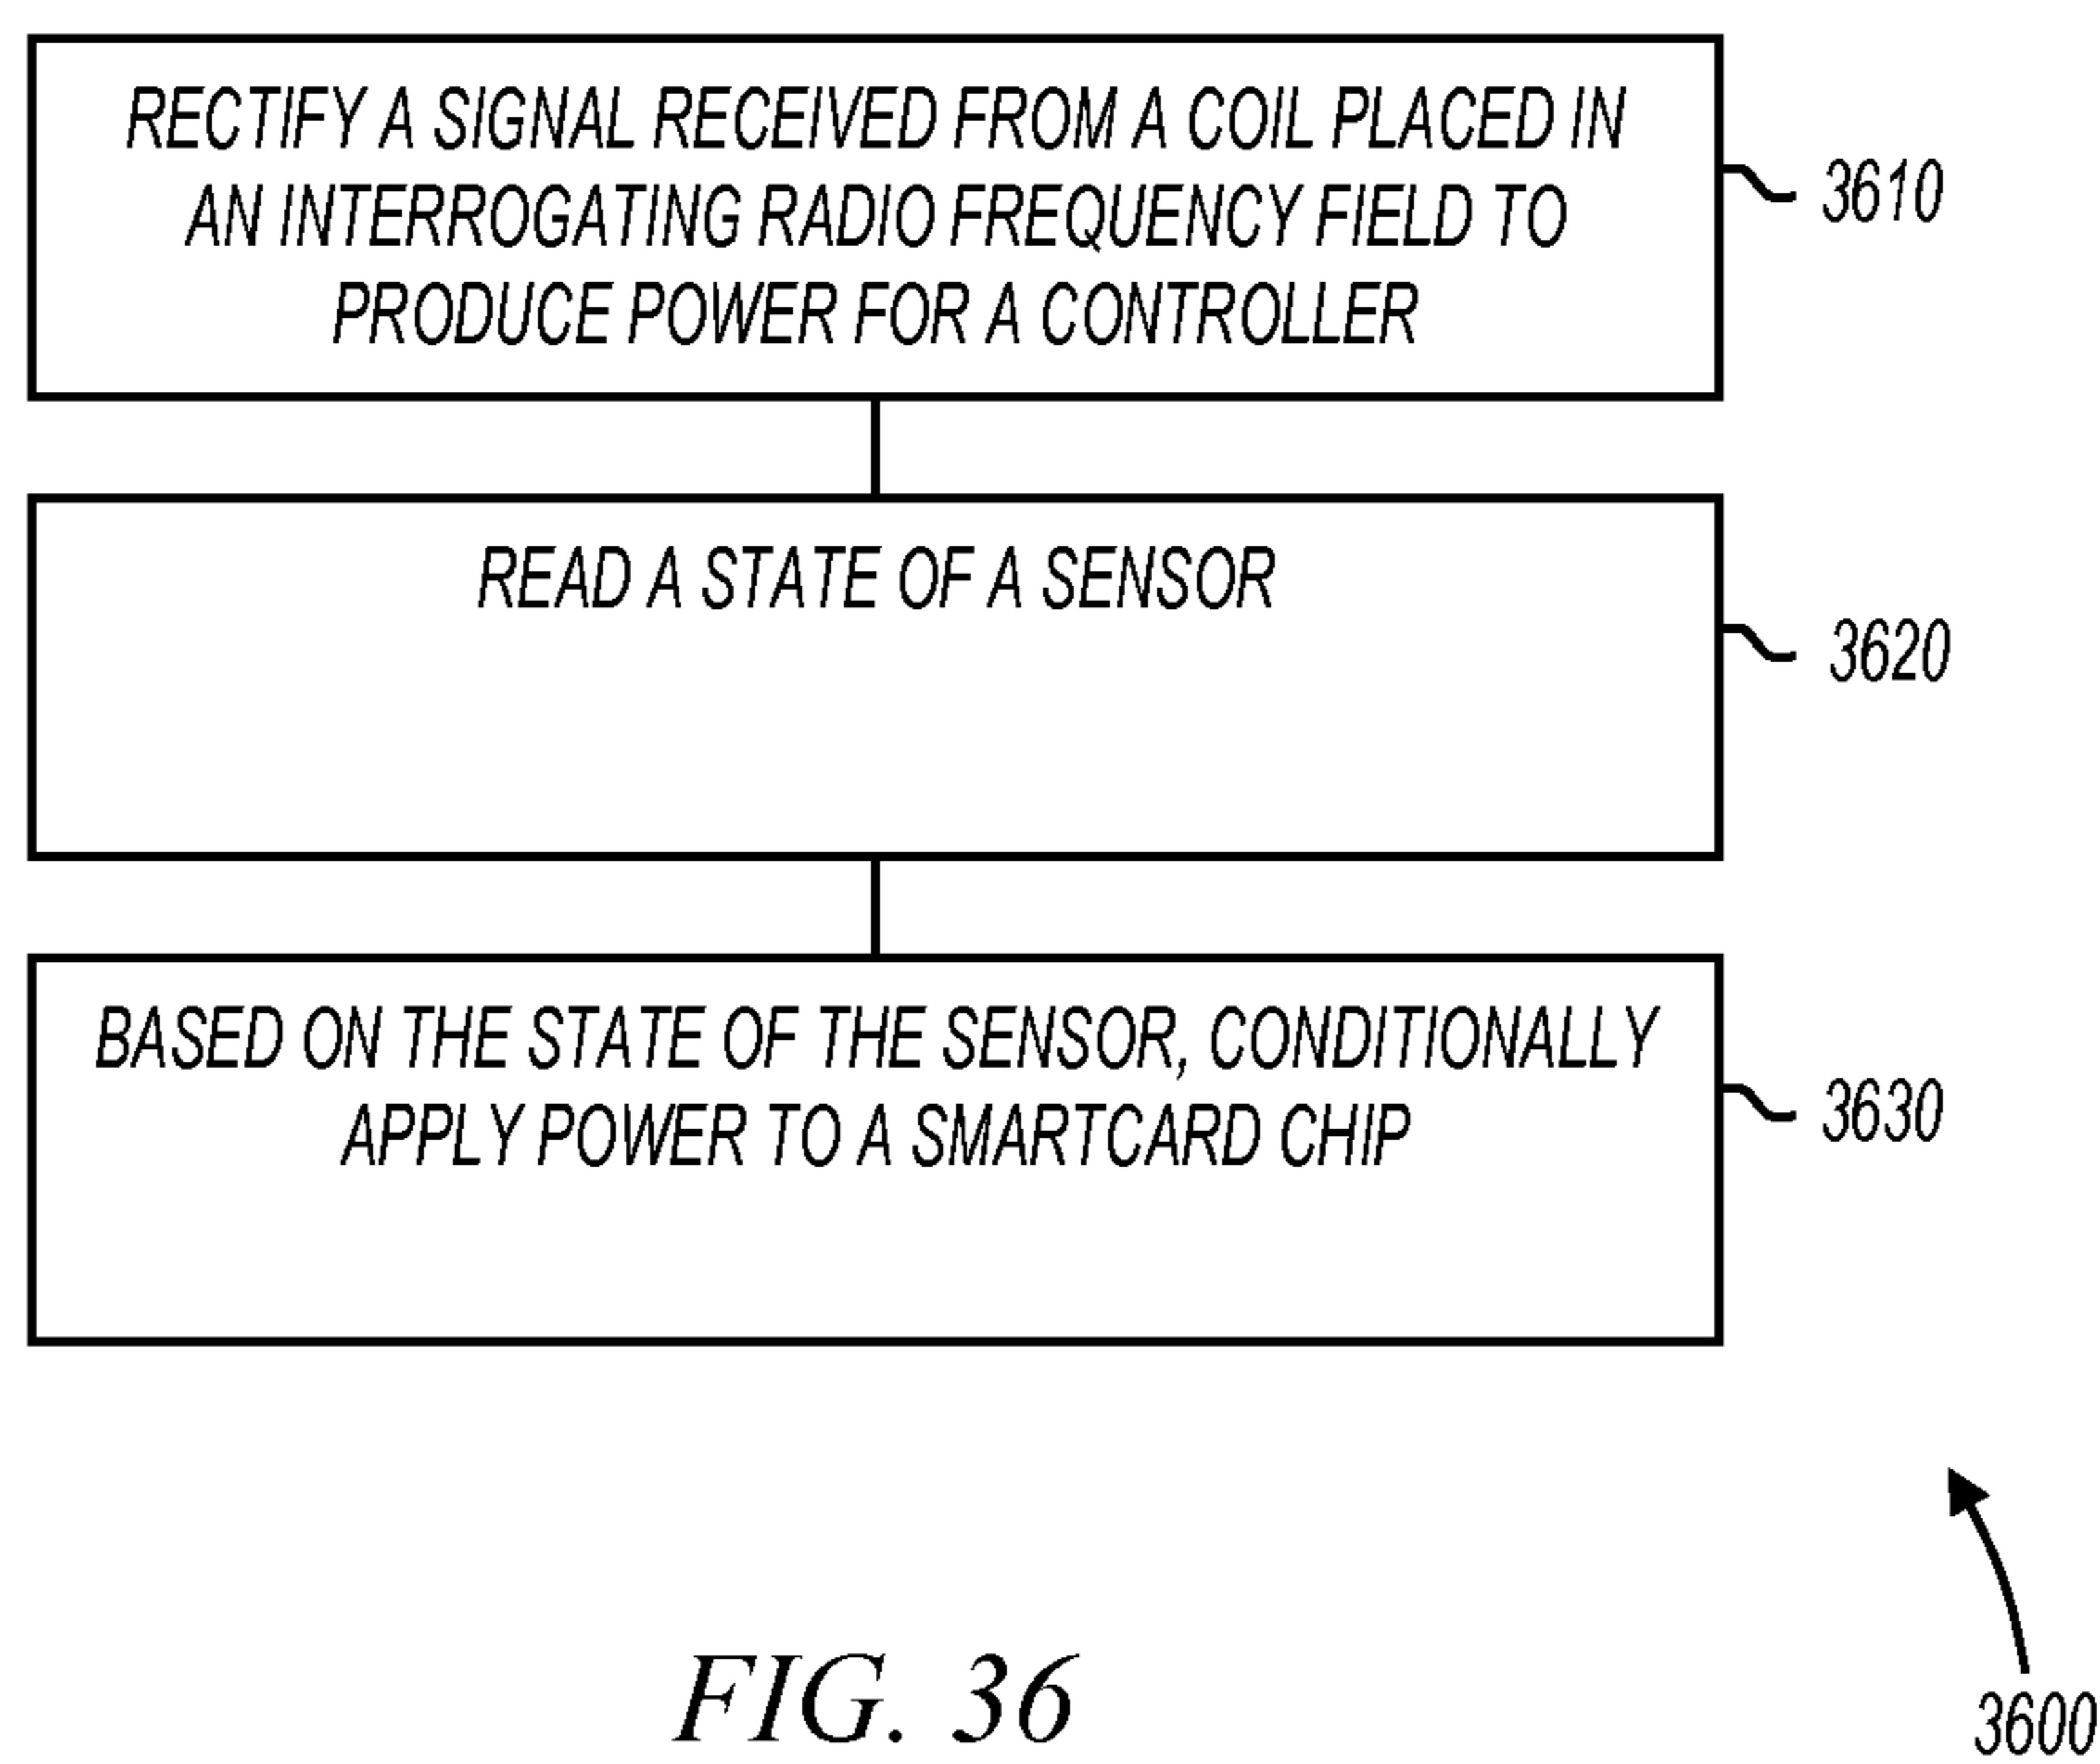 RECTIFY A SIGNAL RECEIVED FROM A COIL PLACED IN
AN INTERROGATING RADIO FREQUENCY FIELD TO
PRODUCE POWER FOR A CONTROLLER
3610
READ A STATE OF A SENSOR
3620
BASED ON THE STATE OF THE SENSOR, CONDITIONALLY
APPLY POWER TO A SMARTCARD CHIP
3630
3600
FIG. 36